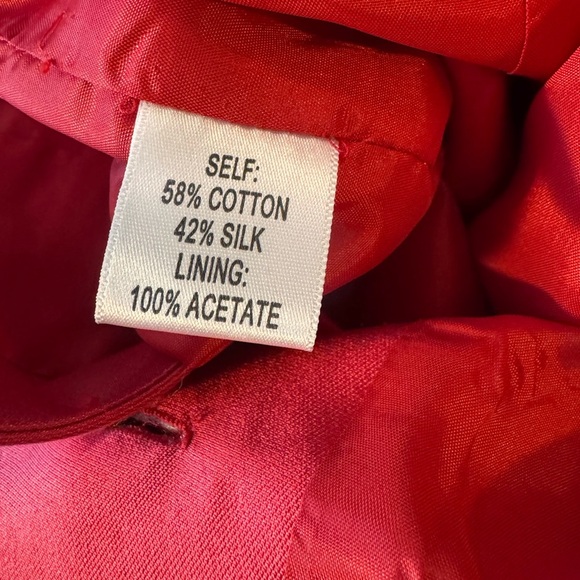 SELF:
58% COTTON
42% SILK
LINING:
100% ACETATE